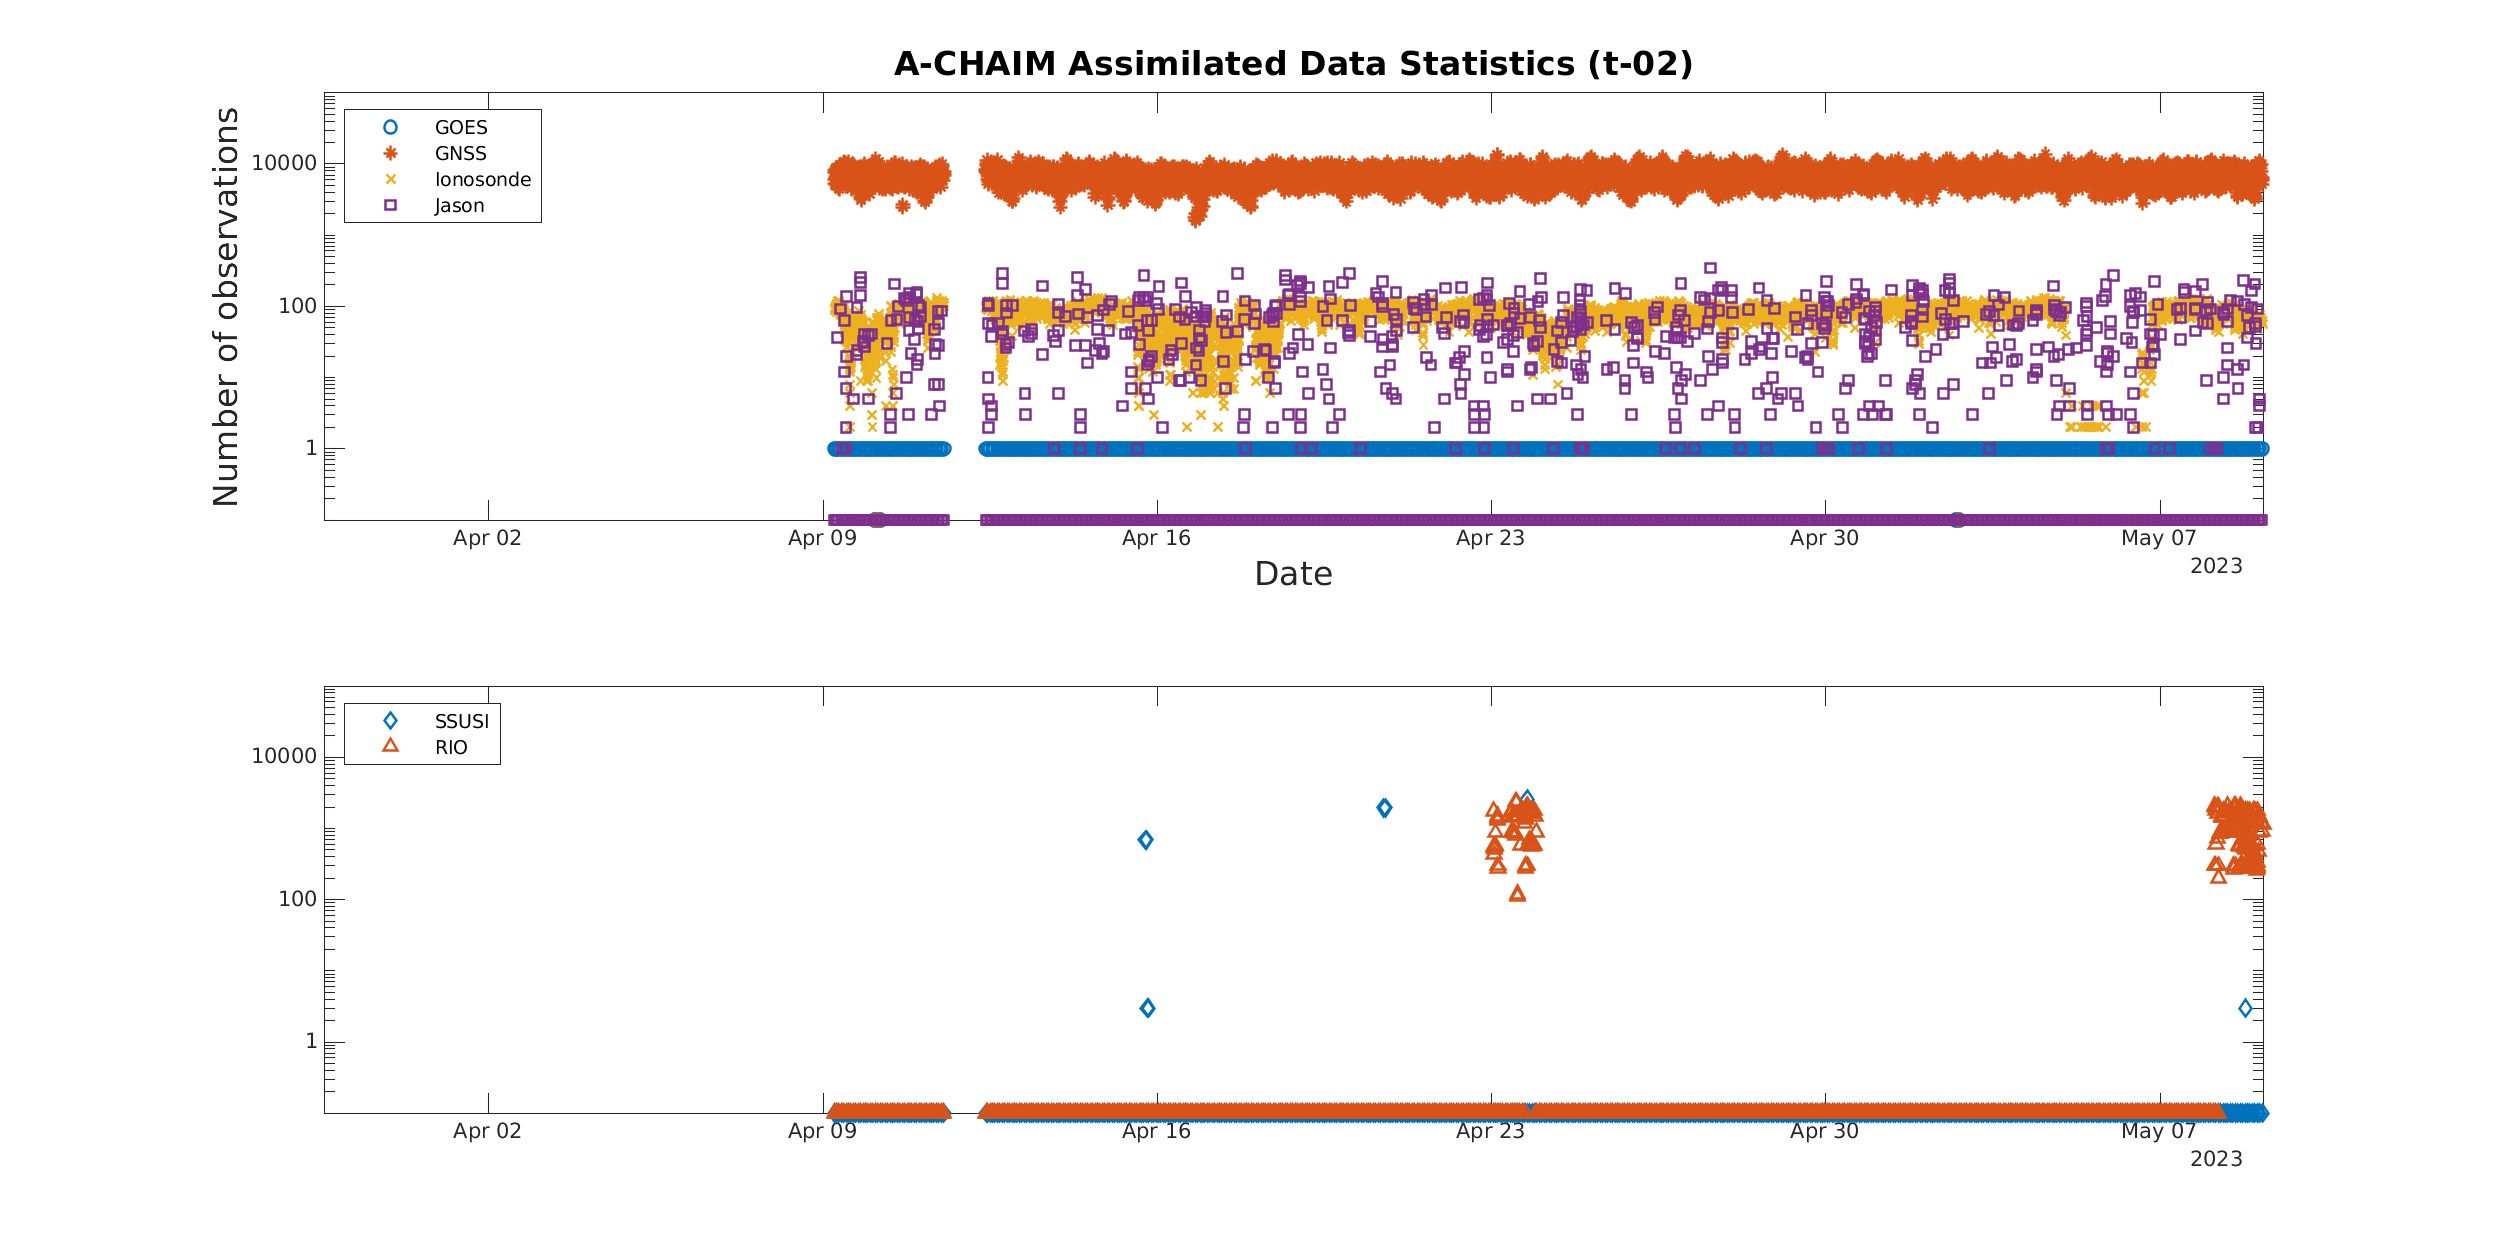 A-CHAIM Assimilated Data Statistics (t-02)
Number of observations
10000
100
1
GOES
GNSS
Ionosonde
Jason
Apr 02
Apr 09
Apr 16
Apr 23
Apr 30
May 07
2023
Date
10000
100
1
SSUSI
RIO
Apr 02
Apr 09
Apr 16
Apr 23
Apr 30
May 07
2023